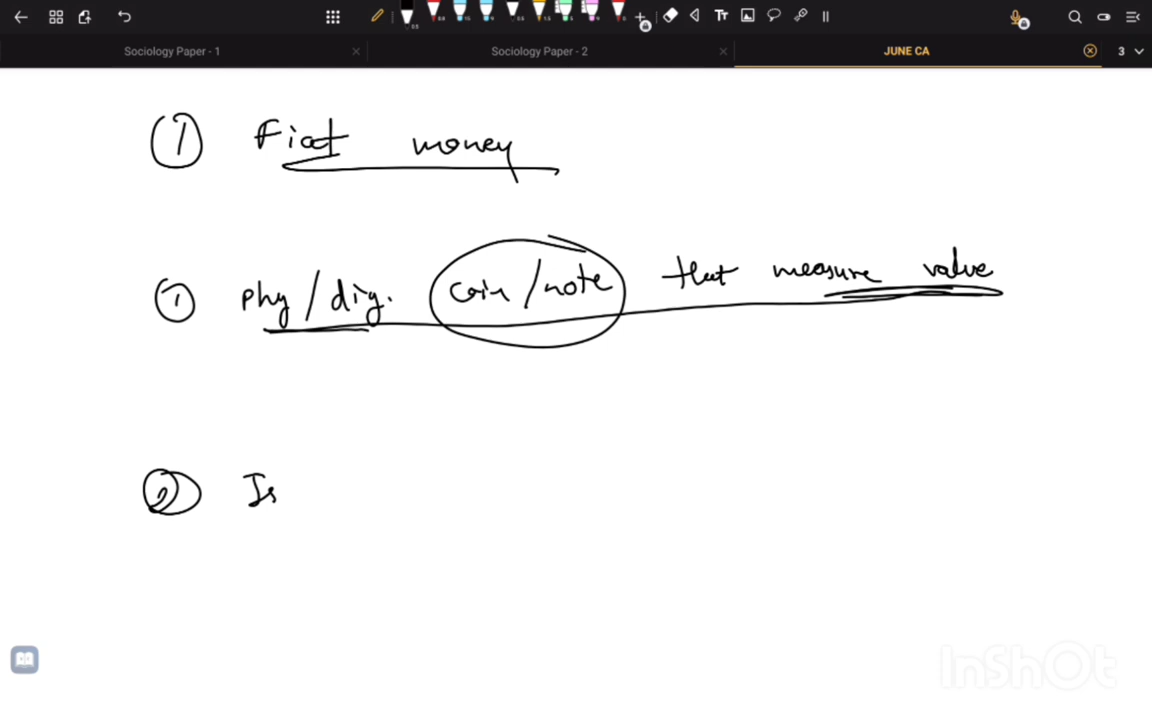 Sociology Paper - 1
Sociology Paper - 2
JUNE CA
3
① Fiat money
① phy / dig. coin / note that measure value
② Is
InShOt